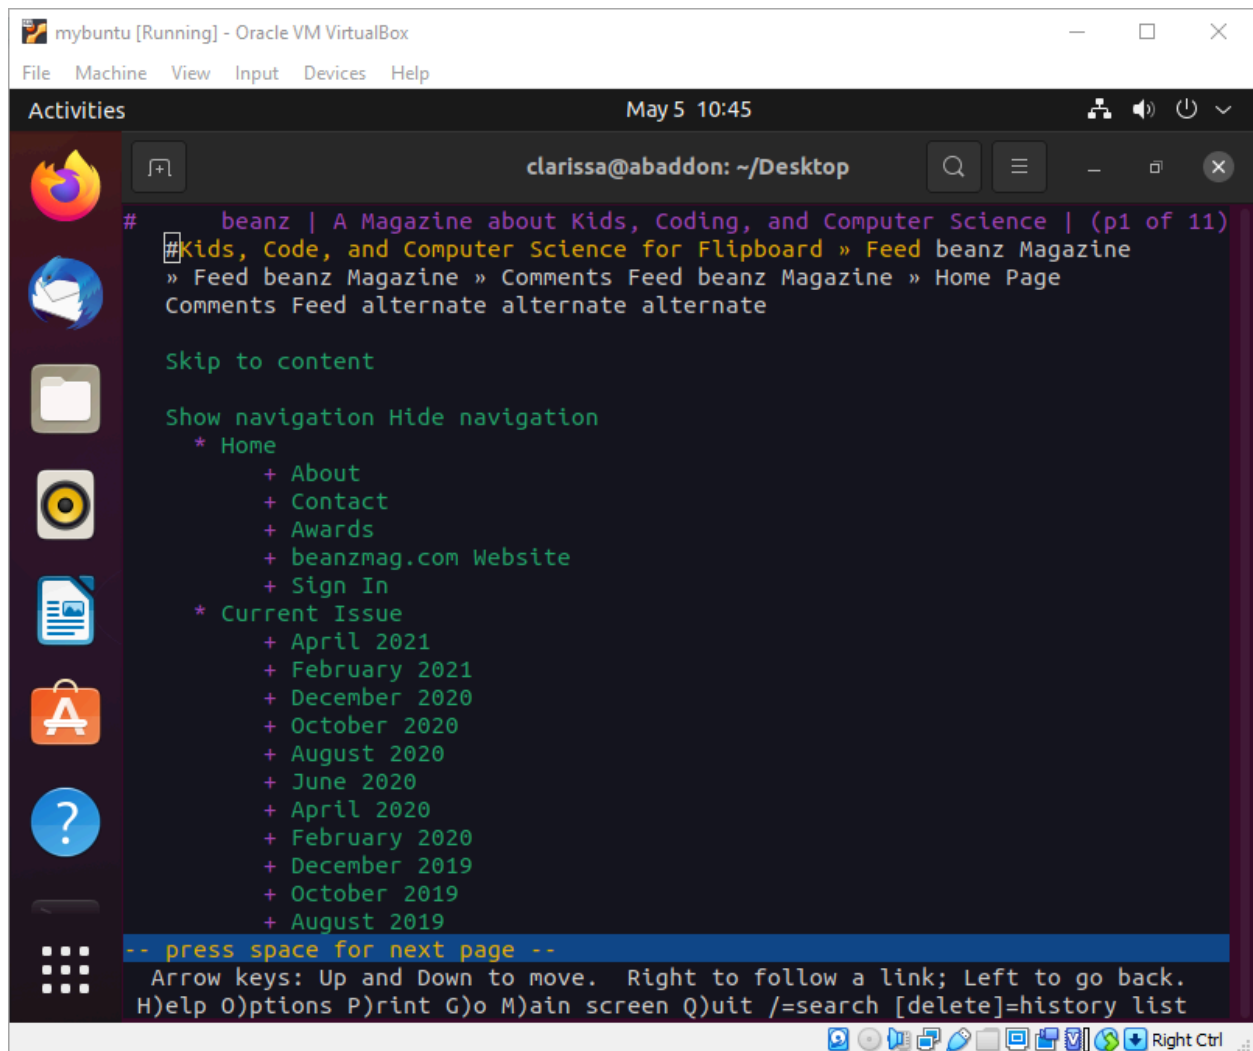 mybuntu [Running] - Oracle VM VirtualBox
File Machine View Input Devices Help
Activities May 5 10:45
clarissa@abaddon: ~/Desktop
# beanz | A Magazine about Kids, Coding, and Computer Science | (p1 of 11)
#Kids, Code, and Computer Science for Flipboard » Feed beanz Magazine
» Feed beanz Magazine » Comments Feed beanz Magazine » Home Page
Comments Feed alternate alternate alternate
Skip to content
Show navigation Hide navigation
* Home
+ About
+ Contact
+ Awards
+ beanzmag.com Website
+ Sign In
* Current Issue
+ April 2021
+ February 2021
+ December 2020
+ October 2020
+ August 2020
+ June 2020
+ April 2020
+ February 2020
+ December 2019
+ October 2019
+ August 2019
-- press space for next page --
Arrow keys: Up and Down to move. Right to follow a link; Left to go back.
H)elp O)ptions P)rint G)o M)ain screen Q)uit /=search [delete]=history list
Right Ctrl